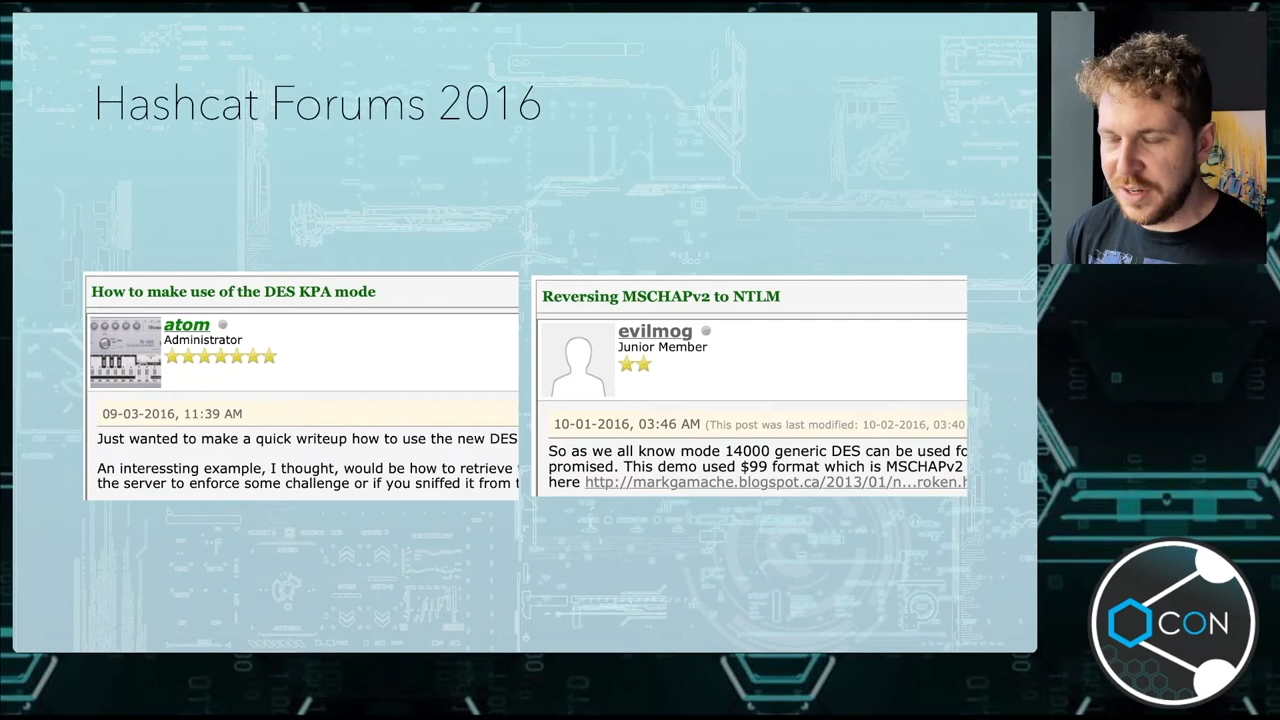 Hashcat Forums 2016
How to make use of the DES KPA mode
atom
Administrator
09-03-2016, 11:39 AM
Just wanted to make a quick writeup how to use the new DES
An interessting example, I thought, would be how to retrieve
the server to enforce some challenge or if you sniffed it from
Reversing MSCHAPv2 to NTLM
evilmog
Junior Member
10-01-2016, 03:46 AM (This post was last modified: 10-02-2016, 03:40
So as we all know mode 14000 generic DES can be used fo
promised. This demo used $99 format which is MSCHAPv2
here http://markgamache.blogspot.ca/2013/01/n...roken.h
CON